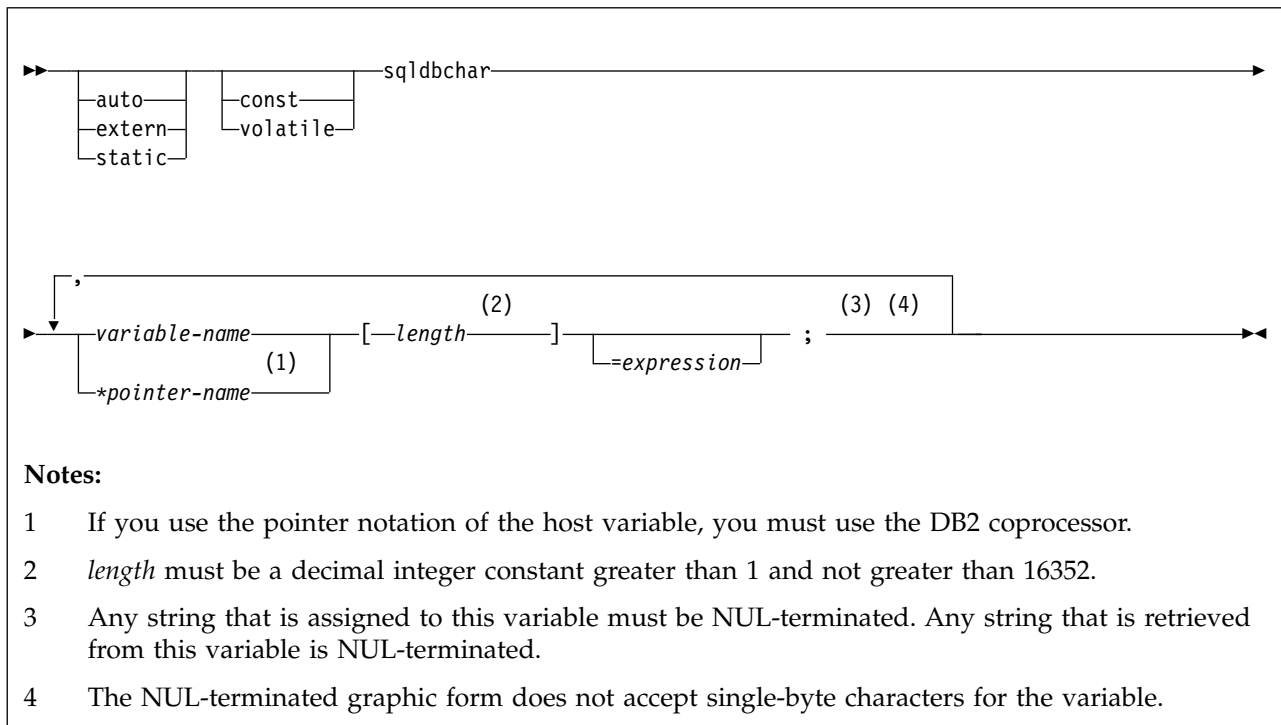 sqldbchar
auto const
extern volatile
static
,
(2) (3) (4)
variable-name [ length ] ;
(1) =expression
*pointer-name
Notes:
1 If you use the pointer notation of the host variable, you must use the DB2 coprocessor.
2 length must be a decimal integer constant greater than 1 and not greater than 16352.
3 Any string that is assigned to this variable must be NUL-terminated. Any string that is retrieved
from this variable is NUL-terminated.
4 The NUL-terminated graphic form does not accept single-byte characters for the variable.